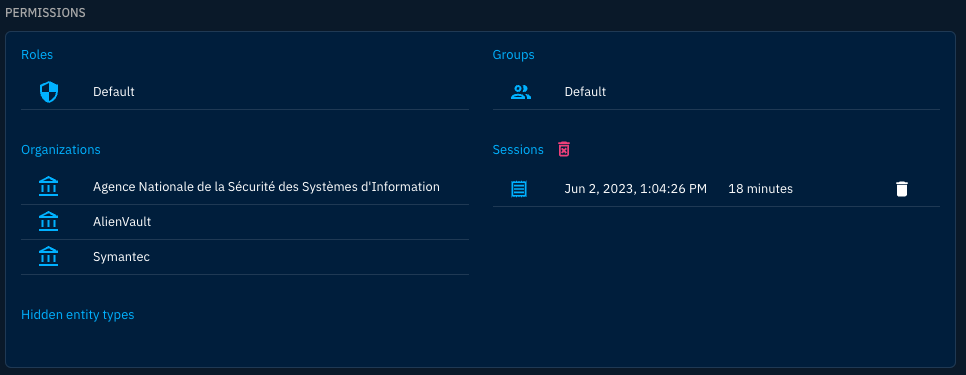 PERMISSIONS
Roles
Default
Groups
Default
Organizations
Agence Nationale de la Sécurité des Systèmes d'Information
AlienVault
Symantec
Sessions
Jun 2, 2023, 1:04:26 PM 18 minutes
Hidden entity types